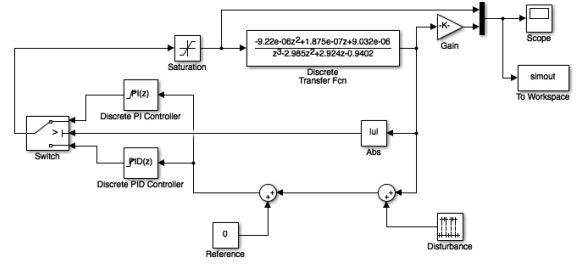 -9.22e-06z²+1.875e-07z+9.032e-06
z³-2.985z²+2.924z-0.9402
Discrete
Transfer Fcn
Saturation
-K-
Gain
Scope
simout
To Workspace
PI(z)
Discrete PI Controller
>
Switch
|u|
Abs
PID(z)
Discrete PID Controller
+
+
+
+
0
Reference
Disturbance